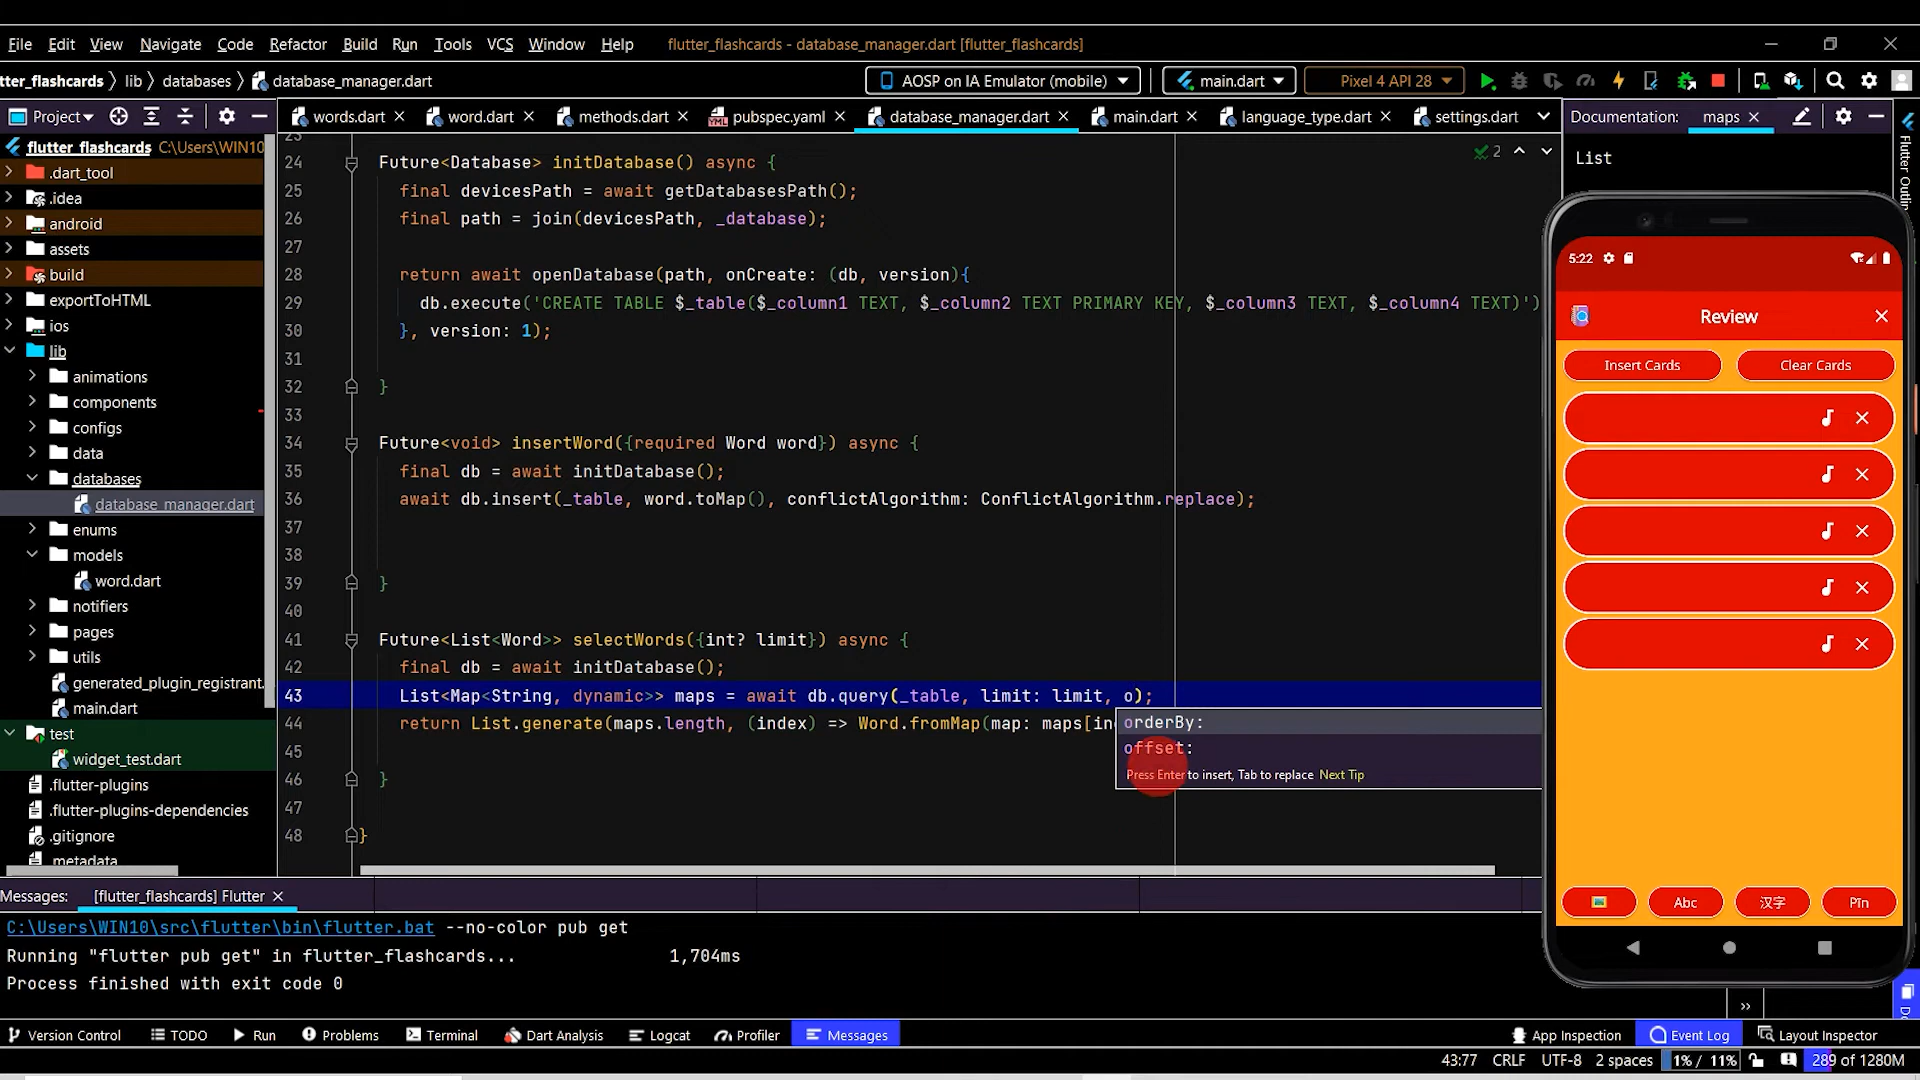 File Edit View Navigate Code Refactor Build Run Tools VCS Window Help flutter_flashcards - database_manager.dart [flutter_flashcards]
tter_flashcards lib databases database_manager.dart AOSP on IA Emulator (mobile) main.dart Pixel 4 API 28
Project words.dart word.dart methods.dart pubspec.yaml database_manager.dart main.dart language_type.dart settings.dart Documentation: maps
flutter_flashcards C:\Users\WIN10
.dart_tool
.idea
android
assets
build
exportToHTML
ios
lib
animations
components
configs
data
databases
database_manager.dart
enums
models
word.dart
notifiers
pages
utils
generated_plugin_registrant.
main.dart
test
widget_test.dart
.flutter-plugins
.flutter-plugins-dependencies
.gitignore
.metadata
23
24 Future<Database> initDatabase() async {
25 final devicesPath = await getDatabasesPath();
26 final path = join(devicesPath, _database);
27
28 return await openDatabase(path, onCreate: (db, version){
29 db.execute('CREATE TABLE $_table($_column1 TEXT, $_column2 TEXT PRIMARY KEY, $_column3 TEXT, $_column4 TEXT)')
30 }, version: 1);
31
32 }
33
34 Future<void> insertWord({required Word word}) async {
35 final db = await initDatabase();
36 await db.insert(_table, word.toMap(), conflictAlgorithm: ConflictAlgorithm.replace);
37
38
39 }
40
41 Future<List<Word>> selectWords({int? limit}) async {
42 final db = await initDatabase();
43 List<Map<String, dynamic>> maps = await db.query(_table, limit: limit, o);
44 return List.generate(maps.length, (index) => Word.fromMap(map: maps[in
45
46 }
47
48 }
orderBy:
offset:
Press Enter to insert, Tab to replace Next Tip
2
List
Flutter Outlin
5:22
Review
Insert Cards Clear Cards
Abc 汉字 Pīn
Messages: [flutter_flashcards] Flutter
C:\Users\WIN10\src\flutter\bin\flutter.bat --no-color pub get
Running "flutter pub get" in flutter_flashcards... 1,704ms
Process finished with exit code 0
Version Control TODO Run Problems Terminal Dart Analysis Logcat Profiler Messages App Inspection Event Log Layout Inspector
43:77 CRLF UTF-8 2 spaces 1% / 11% 289 of 1280M